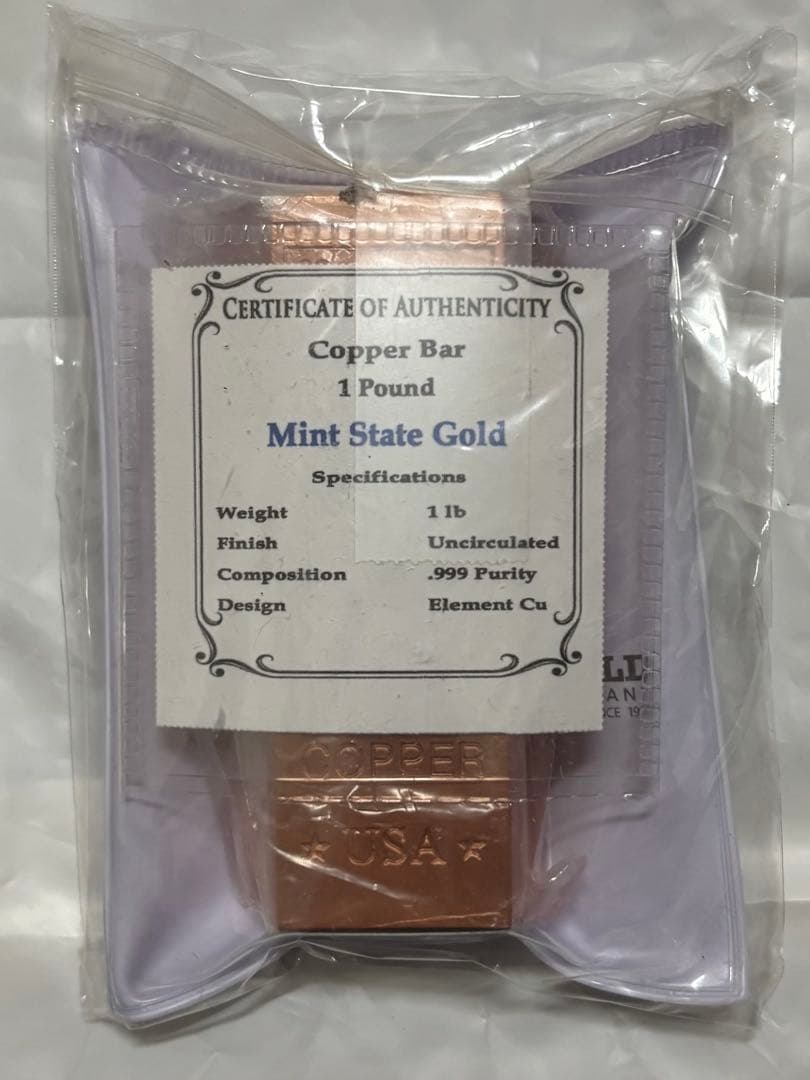 CERTIFICATE OF AUTHENTICITY
Copper Bar
1 Pound
Mint State Gold
Specifications
Weight 1 lb
Finish Uncirculated
Composition .999 Purity
Design Element Cu
COPPER
★ USA ★